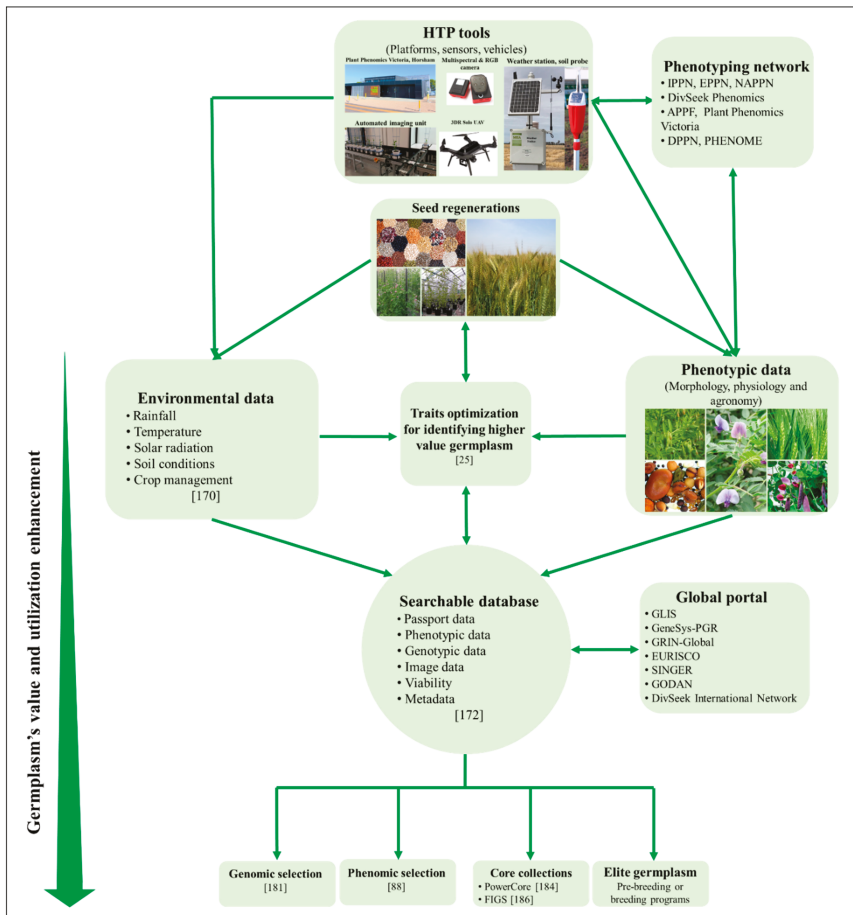 HTP tools
(Platforms, sensors, vehicles)
Plant Phenomics Victoria, Horsham
Multispectral & RGB
camera
Weather station, soil probe
Automated imaging unit
3DR Solo UAV
Phenotyping network
• IPPN, EPPN, NAPPN
• DivSeek Phenomics
• APPF, Plant Phenomics
Victoria
• DPPN, PHENOME
Seed regenerations
Environmental data
• Rainfall
• Temperature
• Solar radiation
• Soil conditions
• Crop management
[170]
Traits optimization
for identifying higher
value germplasm
[25]
Phenotypic data
(Morphology, physiology and
agronomy)
Germplasm's value and utilization enhancement
Searchable database
• Passport data
• Phenotypic data
• Genotypic data
• Image data
• Viability
• Metadata
[172]
Global portal
• GLIS
• GeneSys-PGR
• GRIN-Global
• EURISCO
• SINGER
• GODAN
• DivSeek International Network
Genomic selection
[181]
Phenomic selection
[88]
Core collections
• PowerCore [184]
• FIGS [186]
Elite germplasm
Pre-breeding or
breeding programs